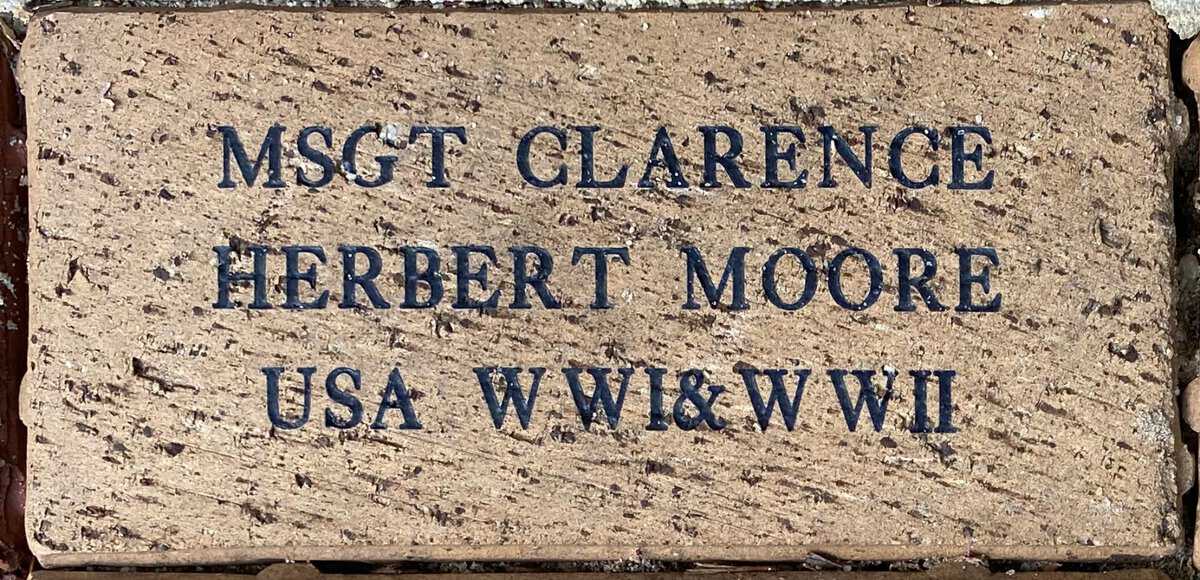 MSGT CLARENCE
HERBERT MOORE
USA WWI&WWII